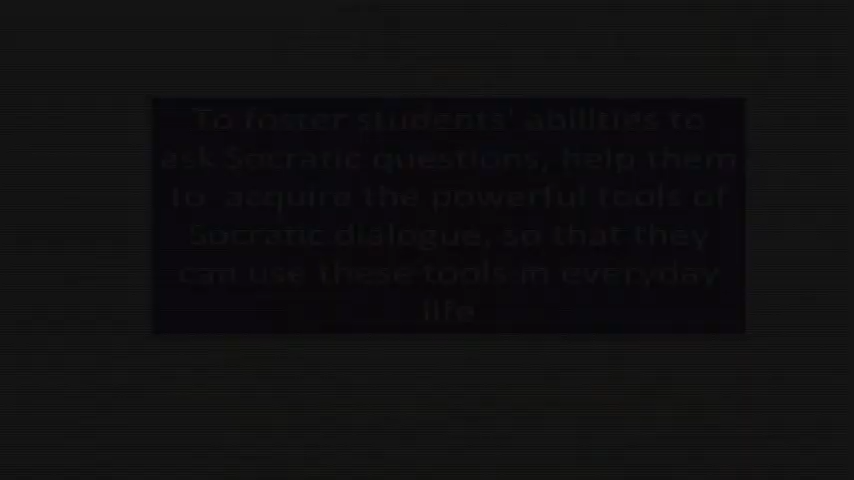 To foster students' abilities to
ask Socratic questions, help them
to acquire the powerful tools of
Socratic dialogue, so that they
can use these tools in everyday
life